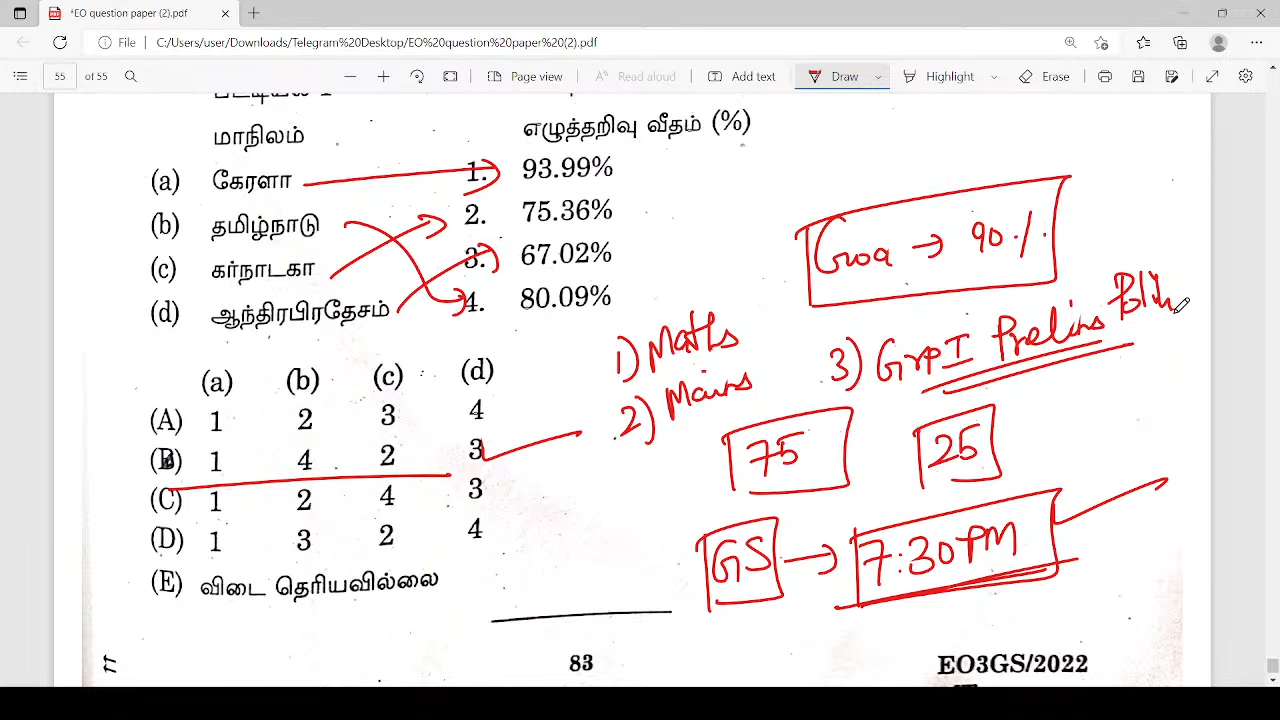 *EO question paper (2).pdf
File C:/Users/user/Downloads/Telegram%20Desktop/EO%20question%20paper%20(2).pdf
55 of 55 Page view Read aloud Add text Draw Highlight Erase
மாநிலம் எழுத்தறிவு வீதம் (%)
(a) கேரளா 1. 93.99%
(b) தமிழ்நாடு 2. 75.36%
(c) கர்நாடகா 3. 67.02%
(d) ஆந்திரபிரதேசம் 4. 80.09%
Goa → 90%
1) Maths
2) Mains
3) Grp I Prelims
75 25
GS → 7:30 PM
(a) (b) (c) (d)
(A) 1 2 3 4
(B) 1 4 2 3
(C) 1 2 4 3
(D) 1 3 2 4
(E) விடை தெரியவில்லை
83 EO3GS/2022